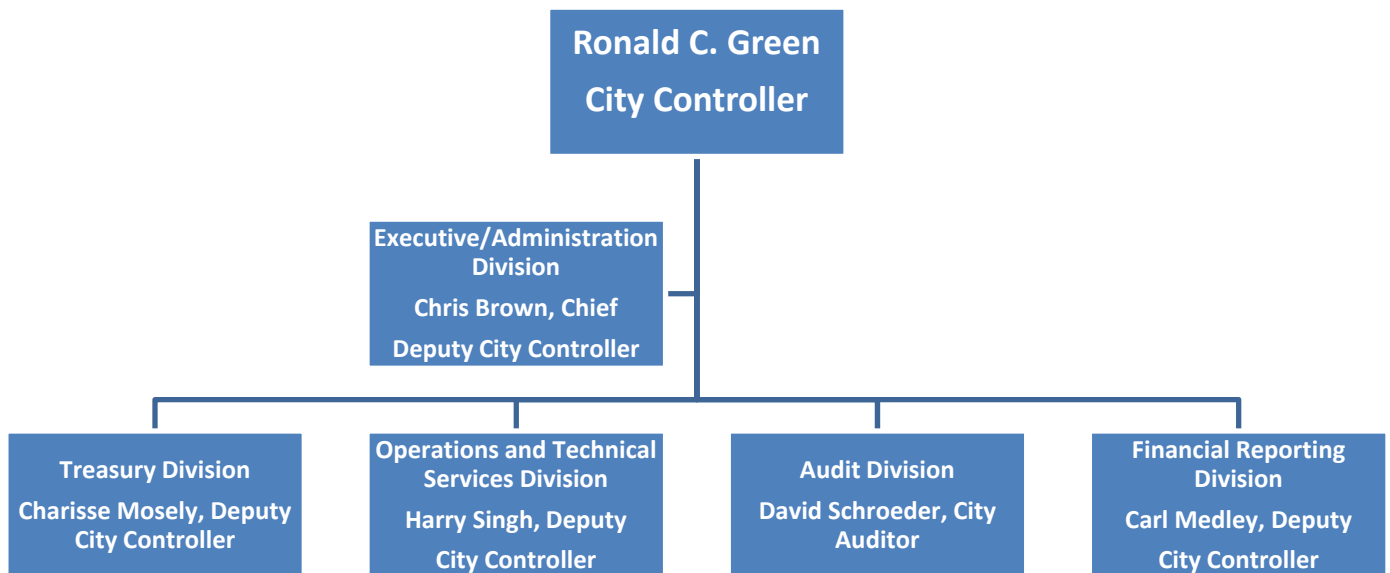 Ronald C. Green
City Controller
Executive/Administration
Division
Chris Brown, Chief
Deputy City Controller
Treasury Division
Charisse Mosely, Deputy
City Controller
Operations and Technical
Services Division
Harry Singh, Deputy
City Controller
Audit Division
David Schroeder, City
Auditor
Financial Reporting
Division
Carl Medley, Deputy
City Controller